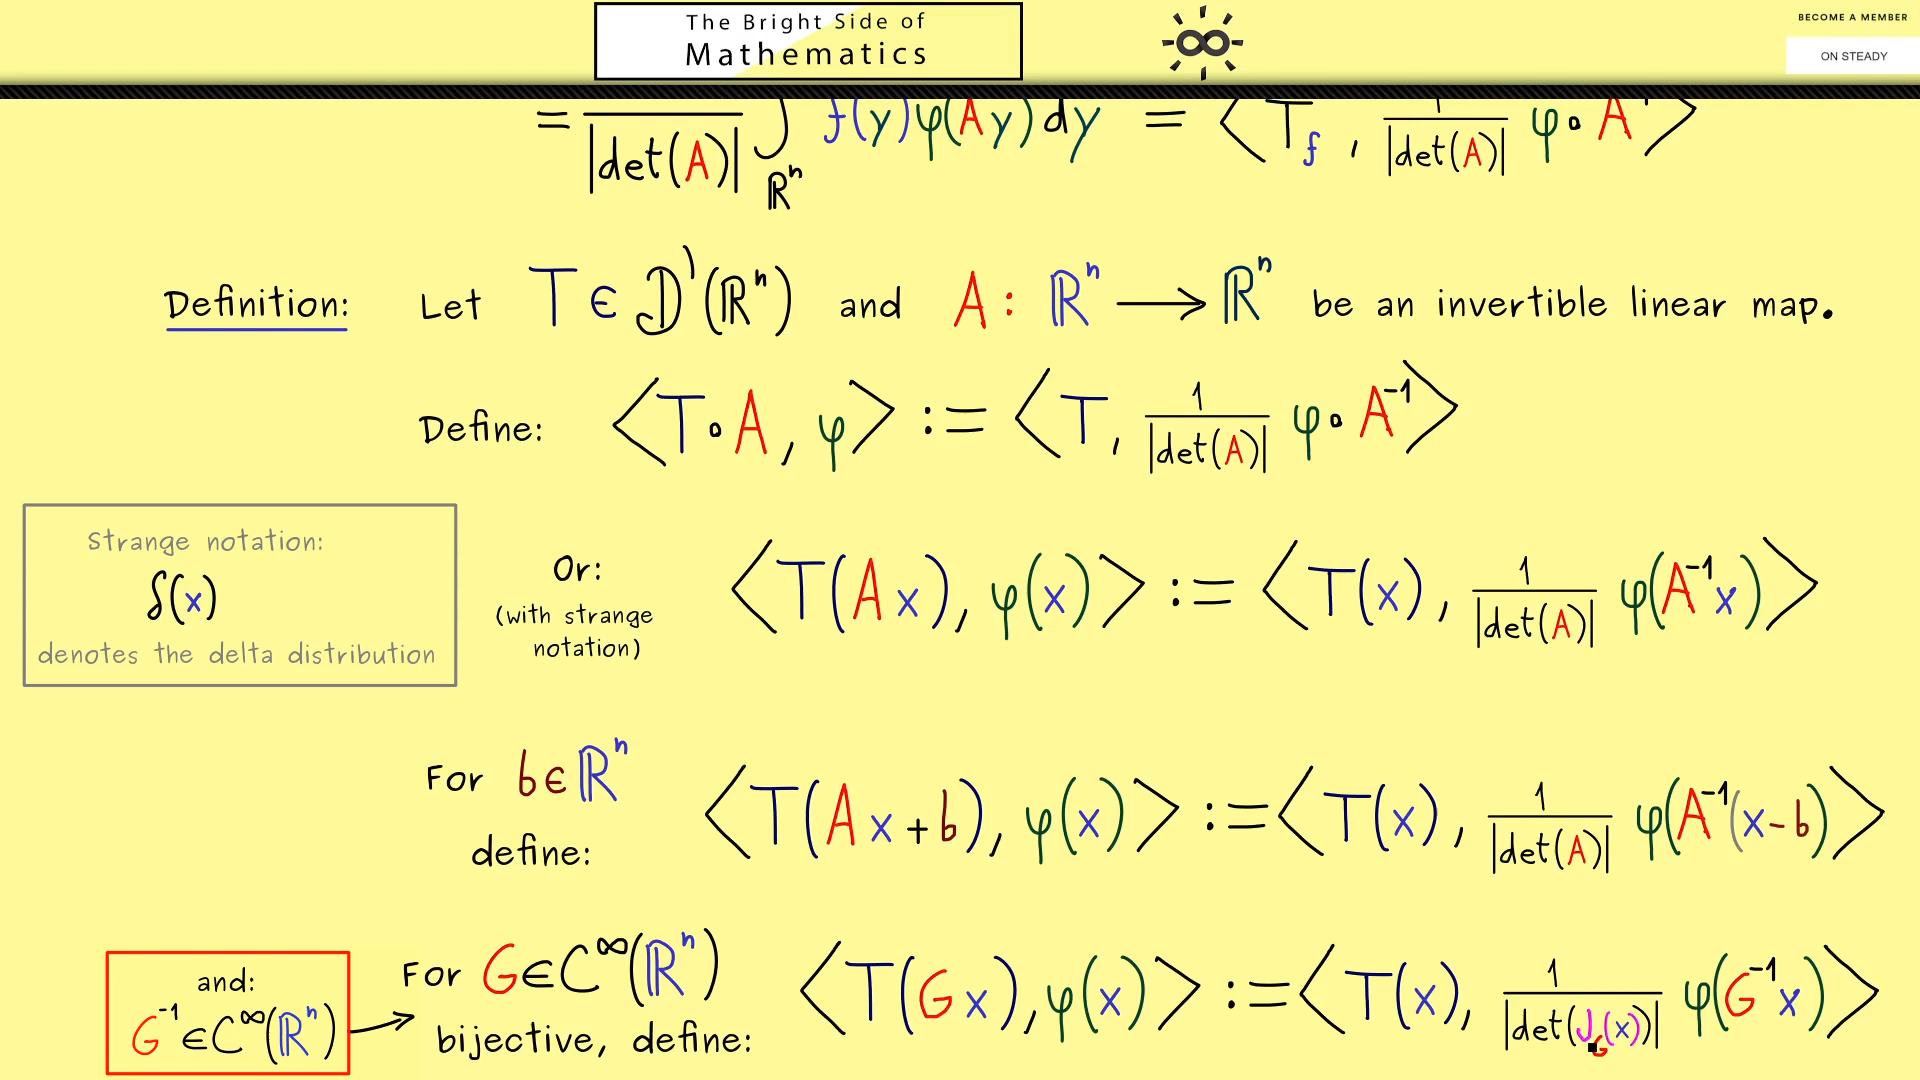 The Bright Side of
Mathematics
BECOME A MEMBER
ON STEADY
= 1/|det(A)| ∫_ℝⁿ f(y) φ(Ay) dy = ⟨T_f , 1/|det(A)| φ∘A⁻¹⟩
Definition: Let T ∈ 𝒟'(ℝⁿ) and A : ℝⁿ ⟶ ℝⁿ be an invertible linear map.
Define: ⟨T∘A, φ⟩ := ⟨T, 1/|det(A)| φ∘A⁻¹⟩
Strange notation:
δ(x)
denotes the delta distribution
Or:
(with strange
notation)
⟨T(Ax), φ(x)⟩ := ⟨T(x), 1/|det(A)| φ(A⁻¹x)⟩
For b∈ℝⁿ
define:
⟨T(Ax+b), φ(x)⟩ := ⟨T(x), 1/|det(A)| φ(A⁻¹(x-b))⟩
and:
G⁻¹∈C^∞(ℝⁿ)
For G∈C^∞(ℝⁿ)
bijective, define:
⟨T(Gx), φ(x)⟩ := ⟨T(x), 1/|det(J_G(x))| φ(G⁻¹x)⟩